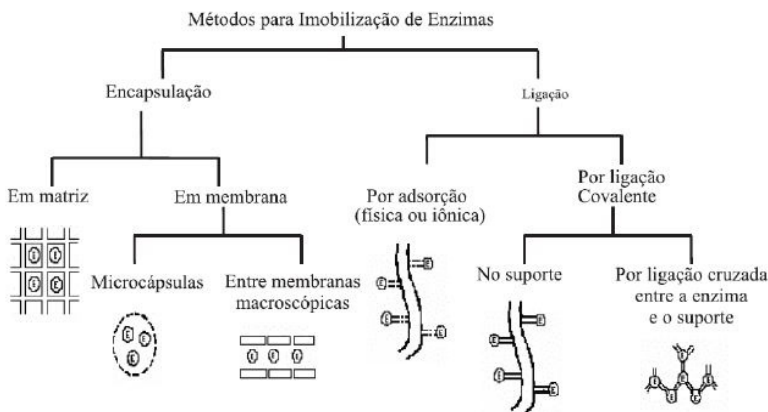 Métodos para Imobilização de Enzimas
Encapsulação
Ligação
Em matriz
Em membrana
Por adsorção
(física ou iônica)
Por ligação
Covalente
Microcápsulas
Entre membranas
macroscópicas
No suporte
Por ligação cruzada
entre a enzima
e o suporte
E E
E E
E
E
E
E E E
E
E
E
E
E
E
E
E
E
E
E
E
E
E